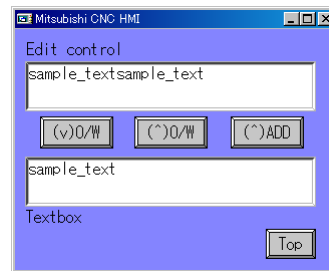 Mitsubishi CNC HMI
Edit control
sample_textsample_text
(v)O/W (^)O/W (^)ADD
sample_text
Textbox
Top